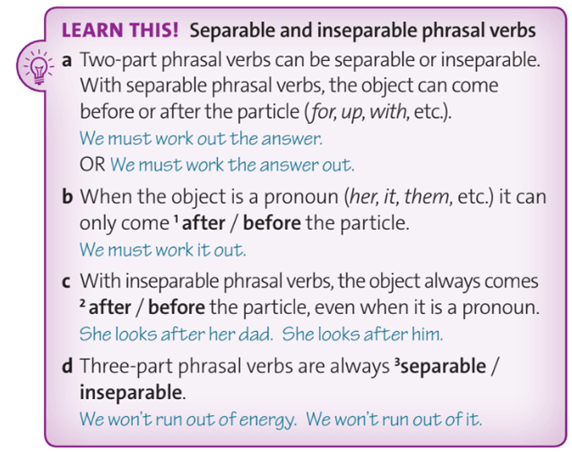 LEARN THIS! Separable and inseparable phrasal verbs
a Two-part phrasal verbs can be separable or inseparable.
With separable phrasal verbs, the object can come
before or after the particle (for, up, with, etc.).
We must work out the answer.
OR We must work the answer out.
b When the object is a pronoun (her, it, them, etc.) it can
only come ¹ after / before the particle.
We must work it out.
c With inseparable phrasal verbs, the object always comes
² after / before the particle, even when it is a pronoun.
She looks after her dad. She looks after him.
d Three-part phrasal verbs are always ³separable /
inseparable.
We won't run out of energy. We won't run out of it.